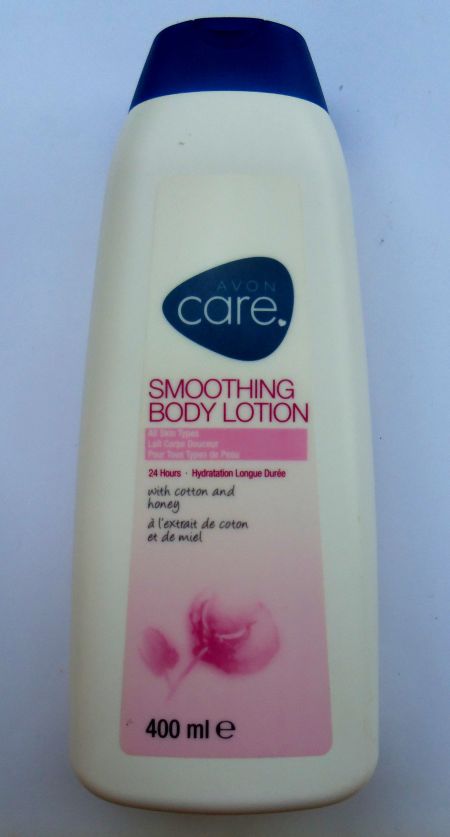 AVON
care.
SMOOTHING
BODY LOTION
All Skin Types
Lait Corps Douceur
Pour Tous Types de Peau
24 Hours · Hydratation Longue Durée
with cotton and
honey
à l'extrait de coton
et de miel
400 ml e